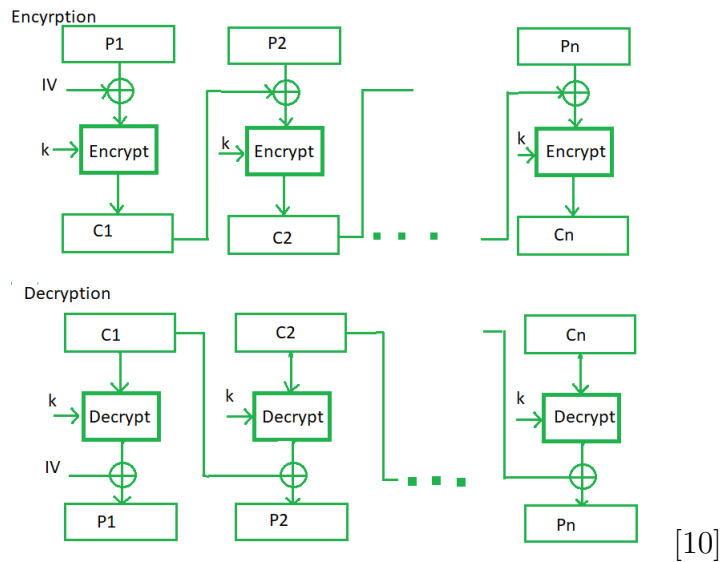 Encyrption
P1 P2 Pn
IV
k Encrypt k Encrypt k Encrypt
C1 C2 Cn
Decryption
C1 C2 Cn
k Decrypt k Decrypt k Decrypt
IV
P1 P2 Pn
[10]